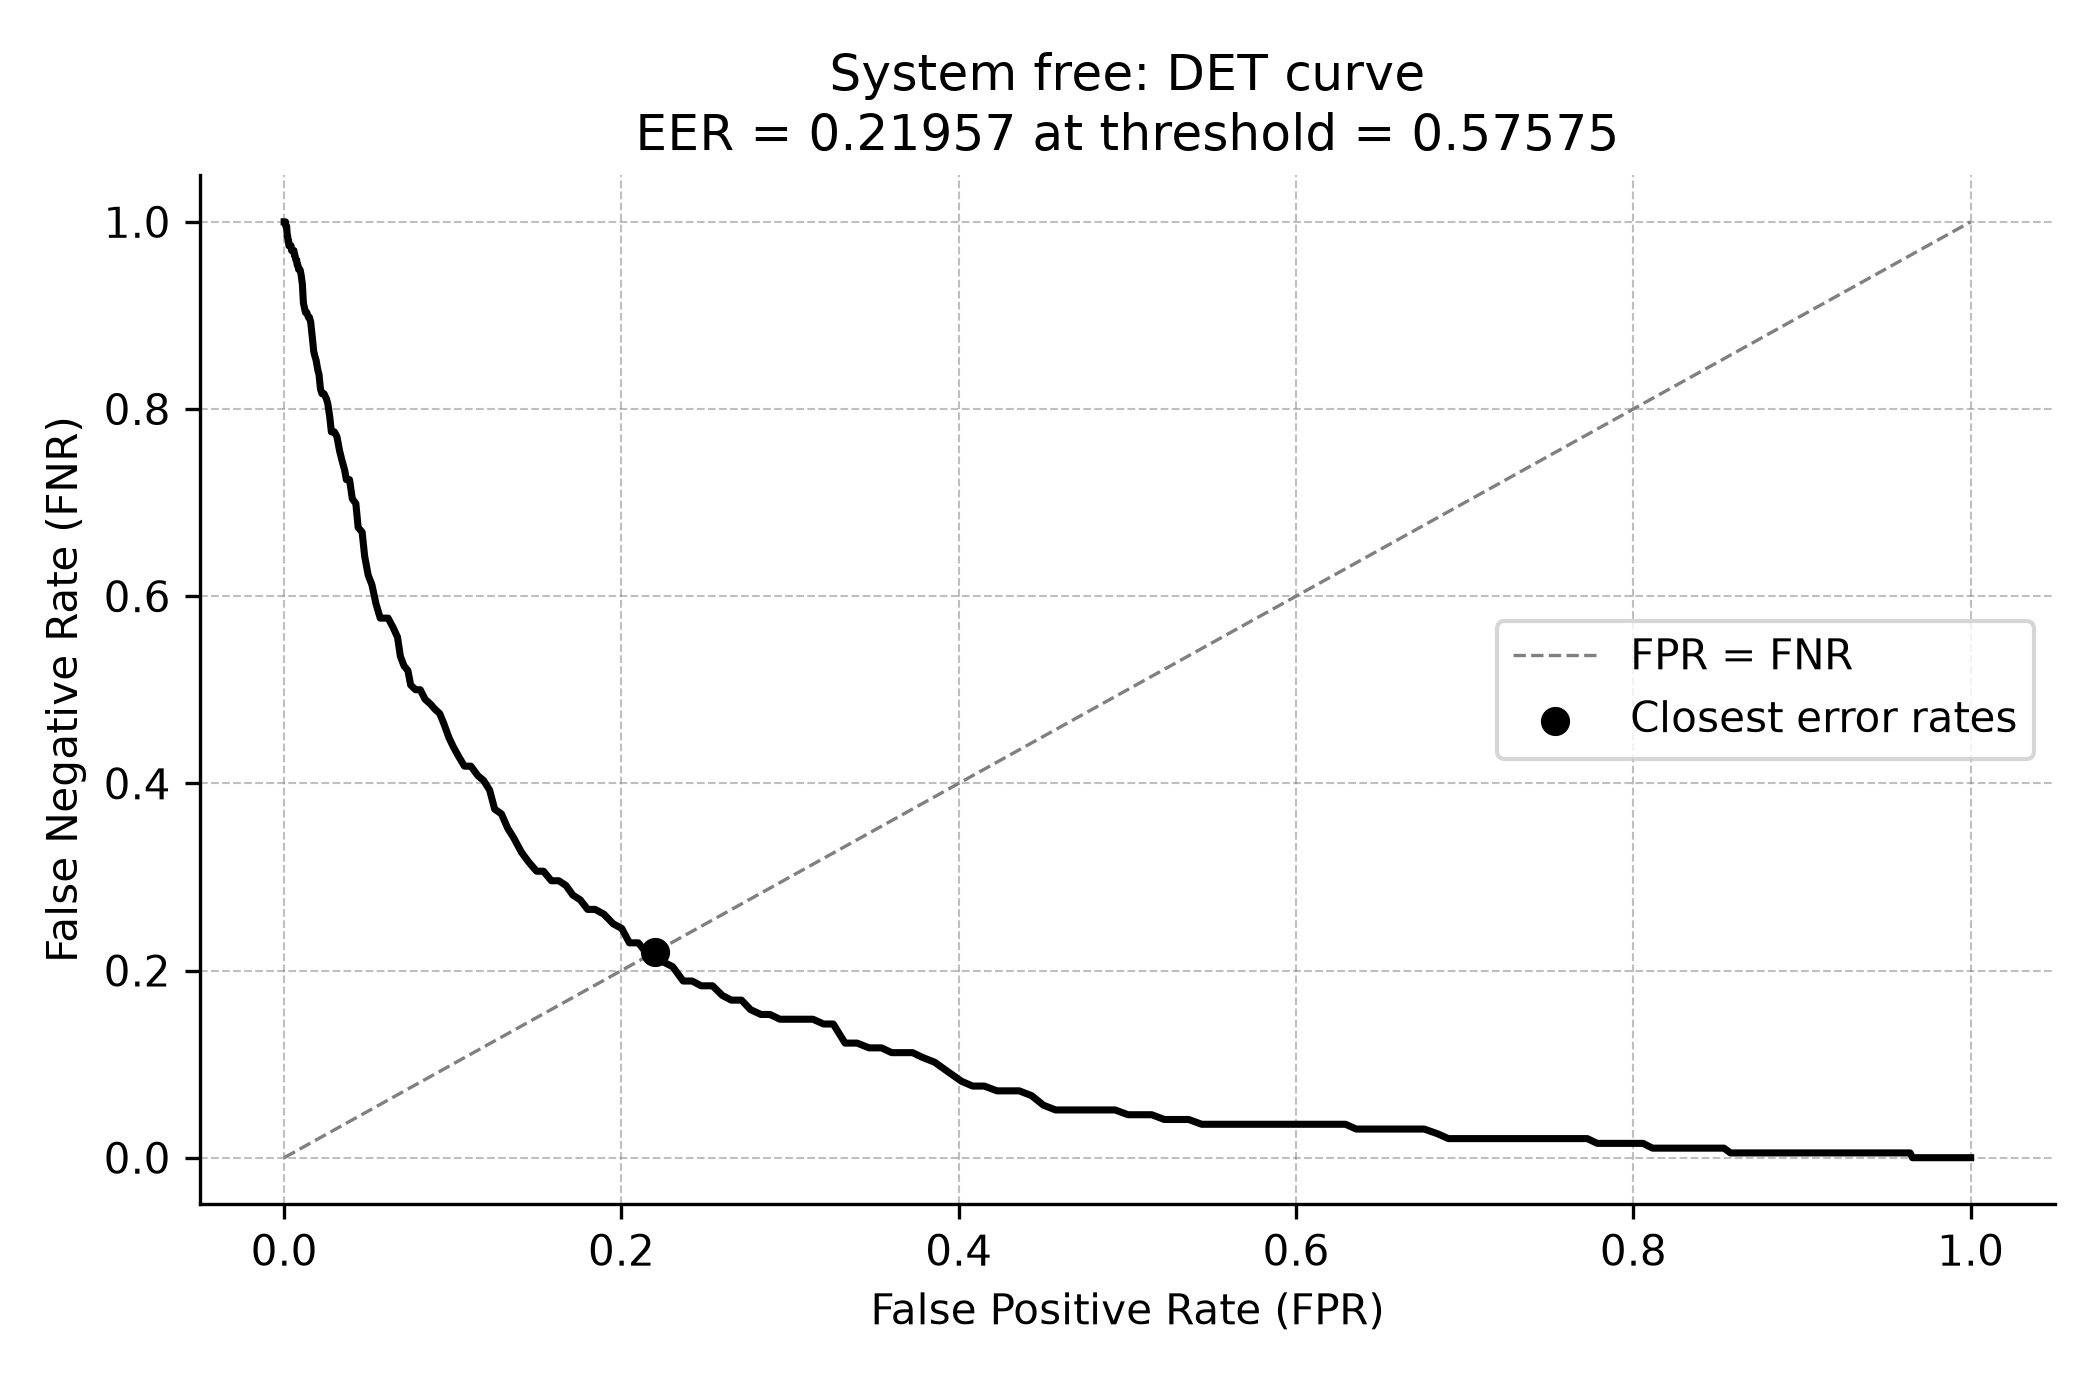 System free: DET curve
EER = 0.21957 at threshold = 0.57575
False Negative Rate (FNR)
1.0
0.8
0.6
0.4
0.2
0.0
FPR = FNR
Closest error rates
0.0 0.2 0.4 0.6 0.8 1.0
False Positive Rate (FPR)